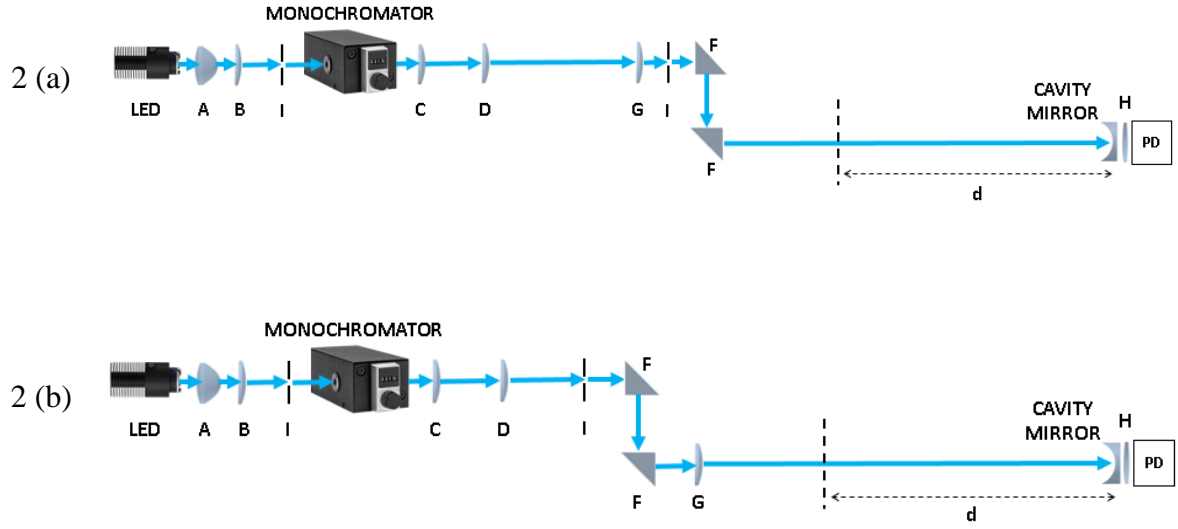 MONOCHROMATOR
2 (a)
F
LED A B I C D G I
CAVITY
MIRROR H
PD
F
d
MONOCHROMATOR
2 (b)
F
LED A B I C D I
CAVITY
MIRROR H
PD
F G
d